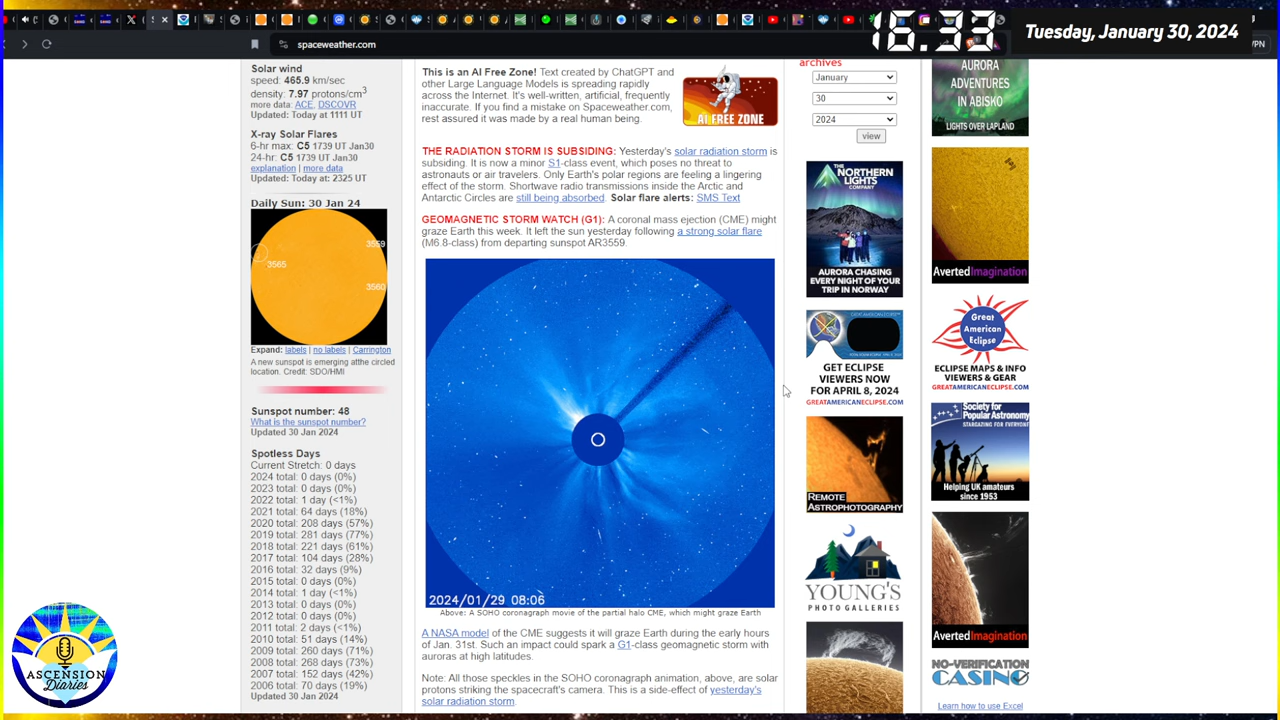 spaceweather.com
16:33
Tuesday, January 30, 2024
VPN
Solar wind
speed: 465.9 km/sec
density: 7.97 protons/cm3
more data: ACE, DSCOVR
Updated: Today at 1111 UT
X-ray Solar Flares
6-hr max: C5 1739 UT Jan30
24-hr: C5 1739 UT Jan30
explanation | more data
Updated: Today at: 2325 UT
Daily Sun: 30 Jan 24
3559
3565
3560
Expand: labels | no labels | Carrington
A new sunspot is emerging atthe circled
location. Credit: SDO/HMI
Sunspot number: 48
What is the sunspot number?
Updated 30 Jan 2024
Spotless Days
Current Stretch: 0 days
2024 total: 0 days (0%)
2023 total: 0 days (0%)
2022 total: 1 day (<1%)
2021 total: 64 days (18%)
2020 total: 208 days (57%)
2019 total: 281 days (77%)
2018 total: 221 days (61%)
2017 total: 104 days (28%)
2016 total: 32 days (9%)
2015 total: 0 days (0%)
2014 total: 1 day (<1%)
2013 total: 0 days (0%)
2012 total: 0 days (0%)
2011 total: 2 days (<1%)
2010 total: 51 days (14%)
2009 total: 260 days (71%)
2008 total: 268 days (73%)
2007 total: 152 days (42%)
2006 total: 70 days (19%)
Updated 30 Jan 2024
This is an AI Free Zone! Text created by ChatGPT and
other Large Language Models is spreading rapidly
across the Internet. It's well-written, artificial, frequently
inaccurate. If you find a mistake on Spaceweather.com,
rest assured it was made by a real human being.
AI FREE ZONE
THE RADIATION STORM IS SUBSIDING: Yesterday's solar radiation storm is
subsiding. It is now a minor S1-class event, which poses no threat to
astronauts or air travelers. Only Earth's polar regions are feeling a lingering
effect of the storm. Shortwave radio transmissions inside the Arctic and
Antarctic Circles are still being absorbed. Solar flare alerts: SMS Text
GEOMAGNETIC STORM WATCH (G1): A coronal mass ejection (CME) might
graze Earth this week. It left the sun yesterday following a strong solar flare
(M6.8-class) from departing sunspot AR3559.
2024/01/29 08:06
Above: A SOHO coronagraph movie of the partial halo CME, which might graze Earth
A NASA model of the CME suggests it will graze Earth during the early hours
of Jan. 31st. Such an impact could spark a G1-class geomagnetic storm with
auroras at high latitudes.
Note: All those speckles in the SOHO coronagraph animation, above, are solar
protons striking the spacecraft's camera. This is a side-effect of yesterday's
solar radiation storm.
archives
January
30
2024
view
THE
NORTHERN
LIGHTS
COMPANY
AURORA CHASING
EVERY NIGHT OF YOUR
TRIP IN NORWAY
GET ECLIPSE
VIEWERS NOW
FOR APRIL 8, 2024
GREATAMERICANECLIPSE.COM
REMOTE
ASTROPHOTOGRAPHY
YOUNG'S
PHOTO GALLERIES
AURORA
ADVENTURES
IN ABISKO
LIGHTS OVER LAPLAND
AvertedImagination
Great
American
Eclipse
ECLIPSE MAPS & INFO
VIEWERS & GEAR
GREATAMERICANECLIPSE.COM
Society for
Popular Astronomy
STARGAZING FOR EVERYONE
Helping UK amateurs
since 1953
AvertedImagination
NO-VERIFICATION
CASINO
Learn how to use Excel
ASCENSION
Diaries